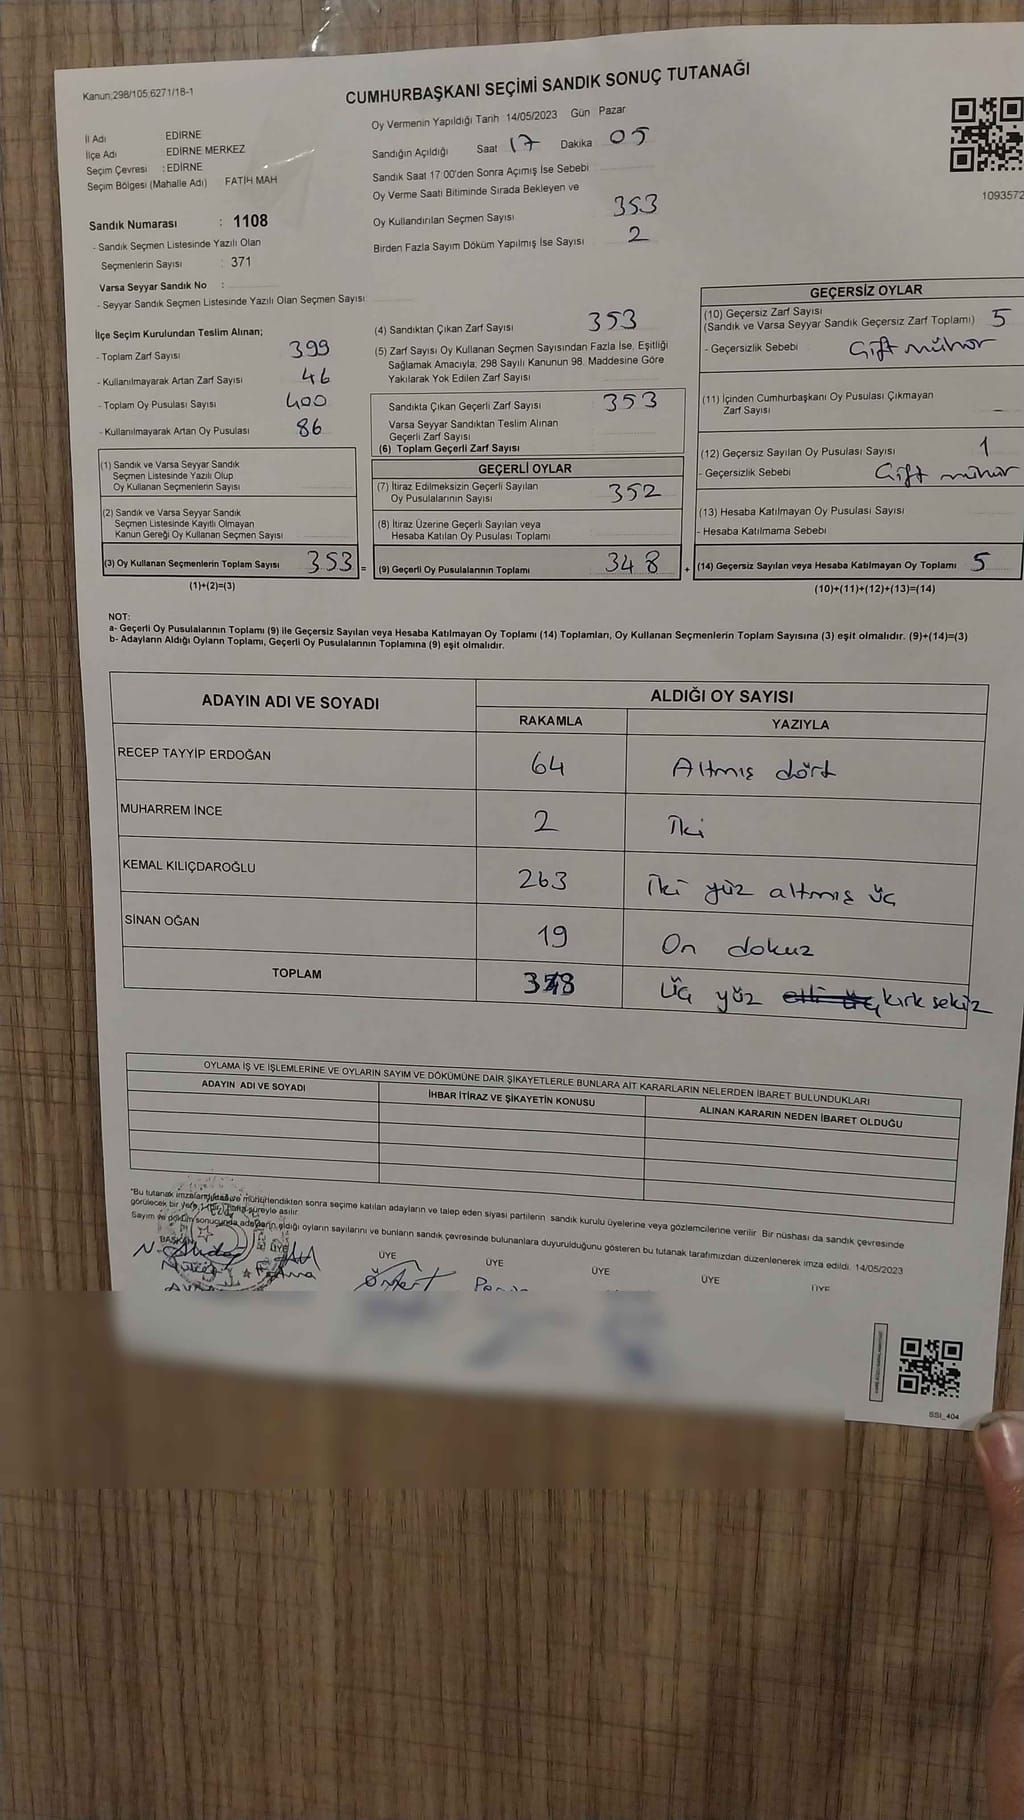 Kanun;298/105;6271/18-1
CUMHURBAŞKANI SEÇİMİ SANDIK SONUÇ TUTANAĞI
İl Adı EDİRNE
İlçe Adı EDİRNE MERKEZ
Seçim Çevresi : EDİRNE
Seçim Bölgesi (Mahalle Adı) FATİH MAH
Oy Vermenin Yapıldığı Tarih 14/05/2023 Gün Pazar
Sandığın Açıldığı Saat 17 Dakika 05
Sandık Saat 17:00'den Sonra Açımış İse Sebebi
Oy Verme Saati Bitiminde Sırada Bekleyen ve
Oy Kullandırılan Seçmen Sayısı 353
Birden Fazla Sayım Döküm Yapılmış İse Sayısı 2
1093572
Sandık Numarası : 1108
- Sandık Seçmen Listesinde Yazılı Olan
Seçmenlerin Sayısı : 371
Varsa Seyyar Sandık No :
- Seyyar Sandık Seçmen Listesinde Yazılı Olan Seçmen Sayısı:
İlçe Seçim Kurulundan Teslim Alınan;
- Toplam Zarf Sayısı 399
- Kullanılmayarak Artan Zarf Sayısı 46
- Toplam Oy Pusulası Sayısı 400
- Kullanılmayarak Artan Oy Pusulası 86
(1) Sandık ve Varsa Seyyar Sandık
Seçmen Listesinde Yazılı Olup
Oy Kullanan Seçmenlerin Sayısı
(2) Sandık ve Varsa Seyyar Sandık
Seçmen Listesinde Kayıtlı Olmayan
Kanun Gereği Oy Kullanan Seçmen Sayısı
(3) Oy Kullanan Seçmenlerin Toplam Sayısı 353 =
(1)+(2)=(3)
(4) Sandıktan Çıkan Zarf Sayısı 353
(5) Zarf Sayısı Oy Kullanan Seçmen Sayısından Fazla İse, Eşitliği
Sağlamak Amacıyla, 298 Sayılı Kanunun 98. Maddesine Göre
Yakılarak Yok Edilen Zarf Sayısı
Sandıkta Çıkan Geçerli Zarf Sayısı 353
Varsa Seyyar Sandıktan Teslim Alınan
Geçerli Zarf Sayısı
(6) Toplam Geçerli Zarf Sayısı
GEÇERLİ OYLAR
(7) İtiraz Edilmeksizin Geçerli Sayılan
Oy Pusulalarının Sayısı 352
(8) İtiraz Üzerine Geçerli Sayılan veya
Hesaba Katılan Oy Pusulası Toplamı
(9) Geçerli Oy Pusulalarının Toplamı 348 +
GEÇERSİZ OYLAR
(10) Geçersiz Zarf Sayısı
(Sandık ve Varsa Seyyar Sandık Geçersiz Zarf Toplamı) 5
- Geçersizlik Sebebi Çift mühür
(11) İçinden Cumhurbaşkanı Oy Pusulası Çıkmayan
Zarf Sayısı —
(12) Geçersiz Sayılan Oy Pusulası Sayısı 1
- Geçersizlik Sebebi Çift mühür
(13) Hesaba Katılmayan Oy Pusulası Sayısı
- Hesaba Katılmama Sebebi
(14) Geçersiz Sayılan veya Hesaba Katılmayan Oy Toplamı 5
(10)+(11)+(12)+(13)=(14)
NOT:
a- Geçerli Oy Pusulalarının Toplamı (9) ile Geçersiz Sayılan veya Hesaba Katılmayan Oy Toplamı (14) Toplamları, Oy Kullanan Seçmenlerin Toplam Sayısına (3) eşit olmalıdır. (9)+(14)=(3)
b- Adayların Aldığı Oyların Toplamı, Geçerli Oy Pusulalarının Toplamına (9) eşit olmalıdır.
ADAYIN ADI VE SOYADI ALDIĞI OY SAYISI
RAKAMLA YAZIYLA
RECEP TAYYİP ERDOĞAN 64 Altmış dört
MUHARREM İNCE 2 İki
KEMAL KILIÇDAROĞLU 263 İki yüz altmış üç
SİNAN OĞAN 19 On dokuz
TOPLAM 348 Üç yüz elli üç kırk sekiz
OYLAMA İŞ VE İŞLEMLERİNE VE OYLARIN SAYIM VE DÖKÜMÜNE DAİR ŞİKAYETLERLE BUNLARA AİT KARARLARIN NELERDEN İBARET BULUNDUKLARI
ADAYIN ADI VE SOYADI İHBAR İTİRAZ VE ŞİKAYETİN KONUSU ALINAN KARARIN NEDEN İBARET OLDUĞU
*Bu tutanak imzalanıp ve mühürlendikten sonra seçime katılan adayların ve talep eden siyasi partilerin sandık kurulu üyelerine veya gözlemcilerine verilir. Bir nüshası da sandık çevresinde
görülecek bir yere 1 (bir) hafta süreyle asılır.
Sayım ve döküm sonucunda adayların aldığı oyların sayılarını ve bunların sandık çevresinde bulunanlara duyurulduğunu gösteren bu tutanak tarafımızdan düzenlenerek imza edildi. 14/05/2023
BAŞKAN ÜYE ÜYE ÜYE ÜYE ÜYE ÜYE
SSI_404